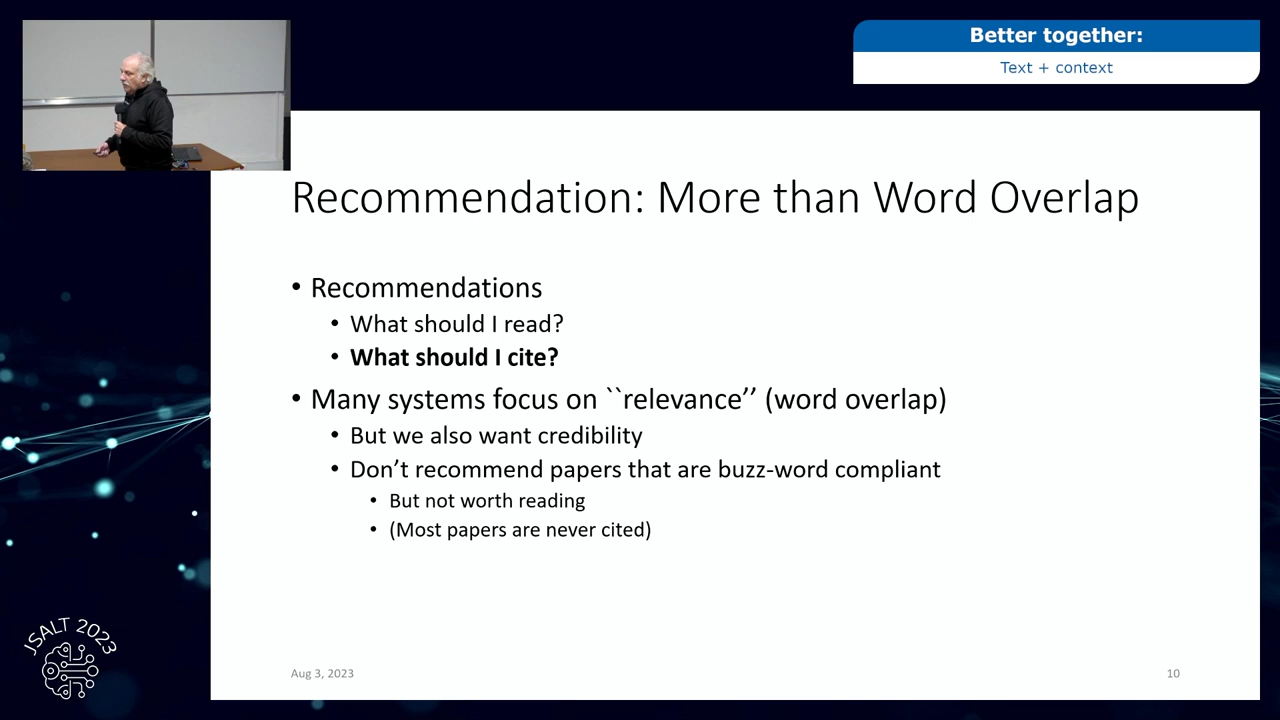 Better together:
Text + context
Recommendation: More than Word Overlap
• Recommendations
• What should I read?
• What should I cite?
• Many systems focus on ``relevance’’ (word overlap)
• But we also want credibility
• Don’t recommend papers that are buzz-word compliant
• But not worth reading
• (Most papers are never cited)
JSALT 2023
Aug 3, 2023
10